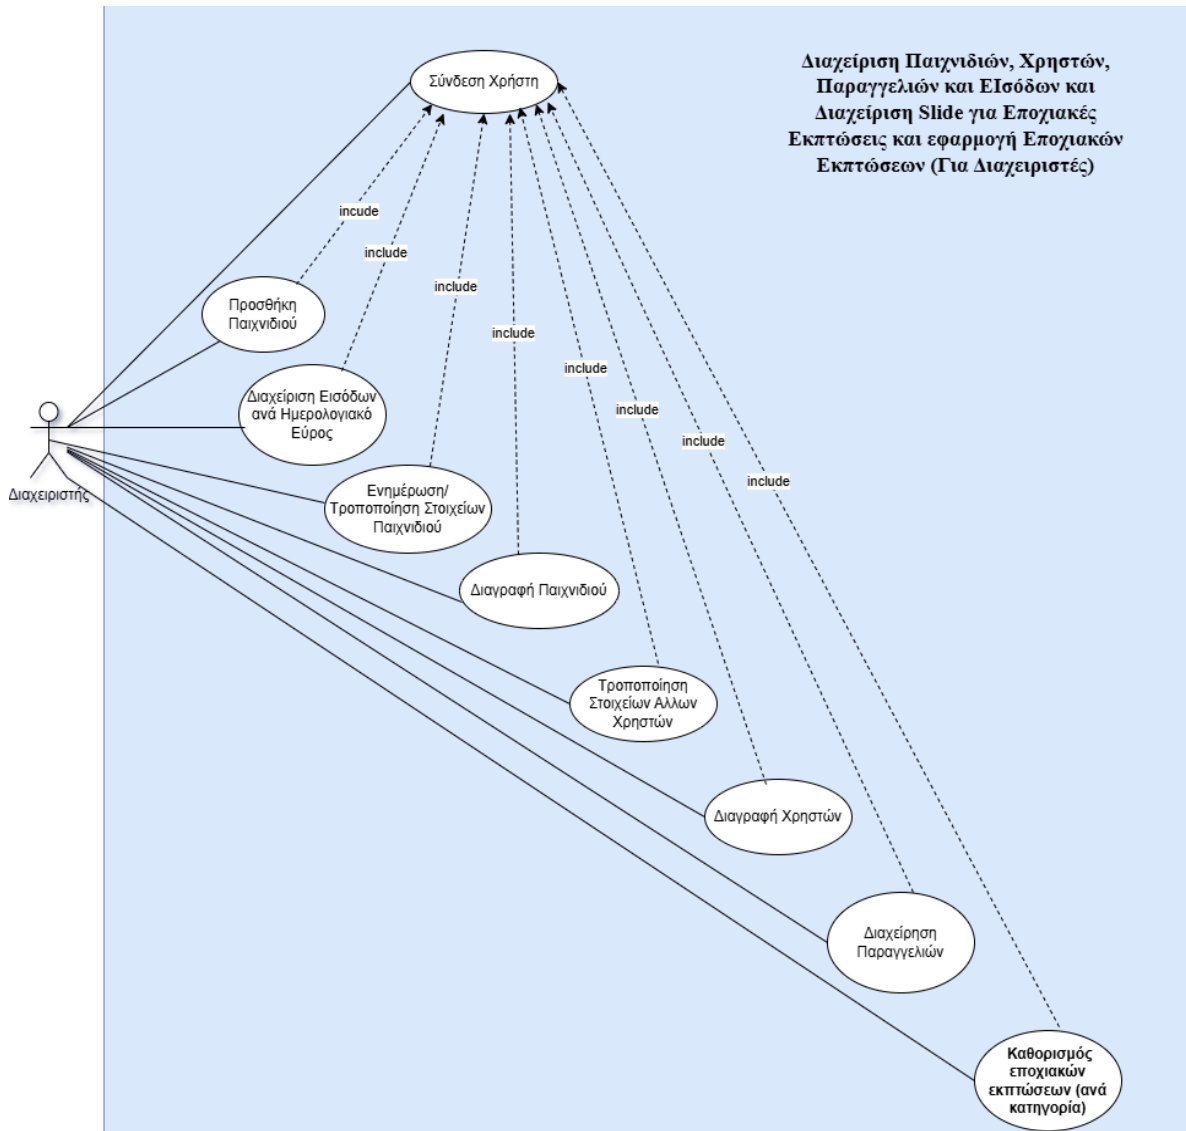 Διαχείριση Παιχνιδιών, Χρηστών,
Παραγγελιών και ΕΙσόδων και
Διαχείριση Slide για Εποχιακές
Εκπτώσεις και εφαρμογή Εποχιακών
Εκπτώσεων (Για Διαχειριστές)
Σύνδεση Χρήστη
incude
include
include
include
include
include
include
include
Προσθήκη
Παιχνιδιού
Διαχείριση Εισόδων
ανά Ημερολογιακό
Εύρος
Διαχειριστής
Ενημέρωση/
Τροποποίηση Στοιχείων
Παιχνιδιού
Διαγραφή Παιχνιδιού
Τροποποίηση
Στοιχείων Αλλων
Χρηστών
Διαγραφή Χρηστών
Διαχείρηση
Παραγγελιών
Καθορισμός
εποχιακών
εκπτώσεων (ανά
κατηγορία)